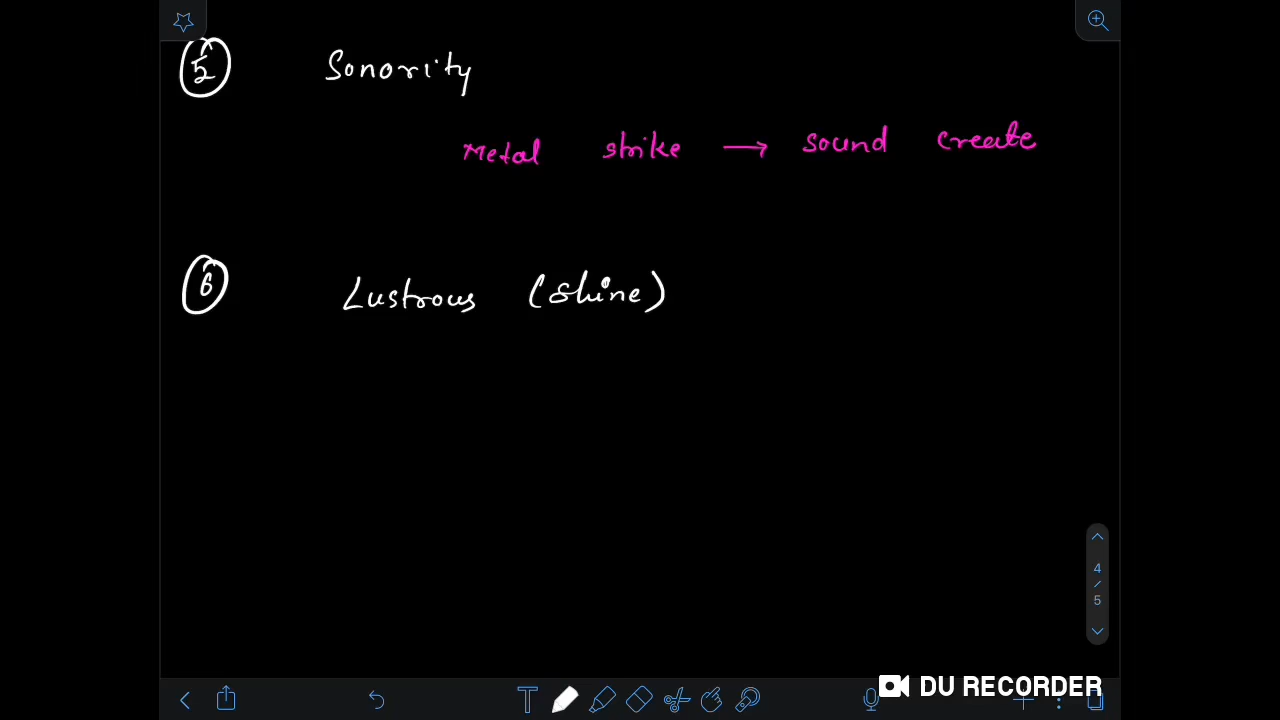 5 Sonority
Metal strike → sound create
6 Lustrous (shine)
4
/
5
T
DU RECORDER